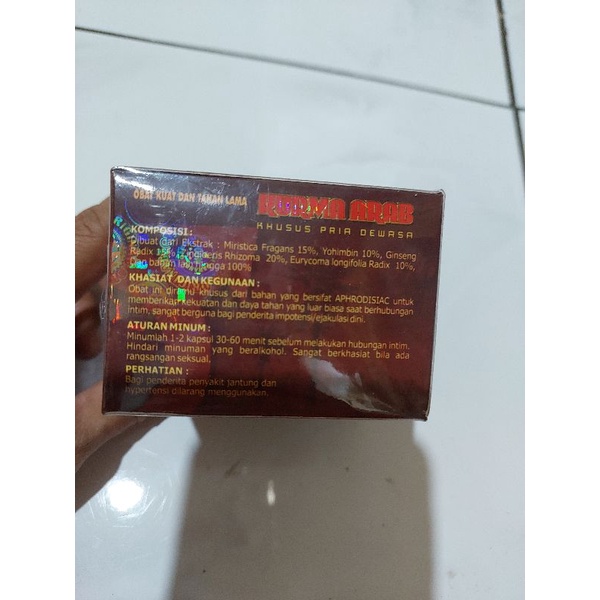 OBAT KUAT DAN TAHAN LAMA
KURMA ARAB
KHUSUS PRIA DEWASA
KOMPOSISI :
Dibuat dari Ekstrak : Miristica Fragans 15%, Yohimbin 10%, Ginseng
Radix 15%, Zingiberis Rhizoma 20%, Eurycoma longifolia Radix 10%,
Dan bahan lain hingga 100%
KHASIAT DAN KEGUNAAN :
Obat ini diramu khusus dari bahan yang bersifat APHRODISIAC untuk
memberikan kekuatan dan daya tahan yang luar biasa saat berhubungan
intim, sangat berguna bagi penderita impotensi/ejakulasi dini.
ATURAN MINUM :
Minumlah 1-2 kapsul 30-60 menit sebelum melakukan hubungan intim.
Hindari minuman yang beralkohol. Sangat berkhasiat bila ada
rangsangan seksual.
PERHATIAN :
Bagi penderita penyakit jantung dan
hypertensi dilarang menggunakan.